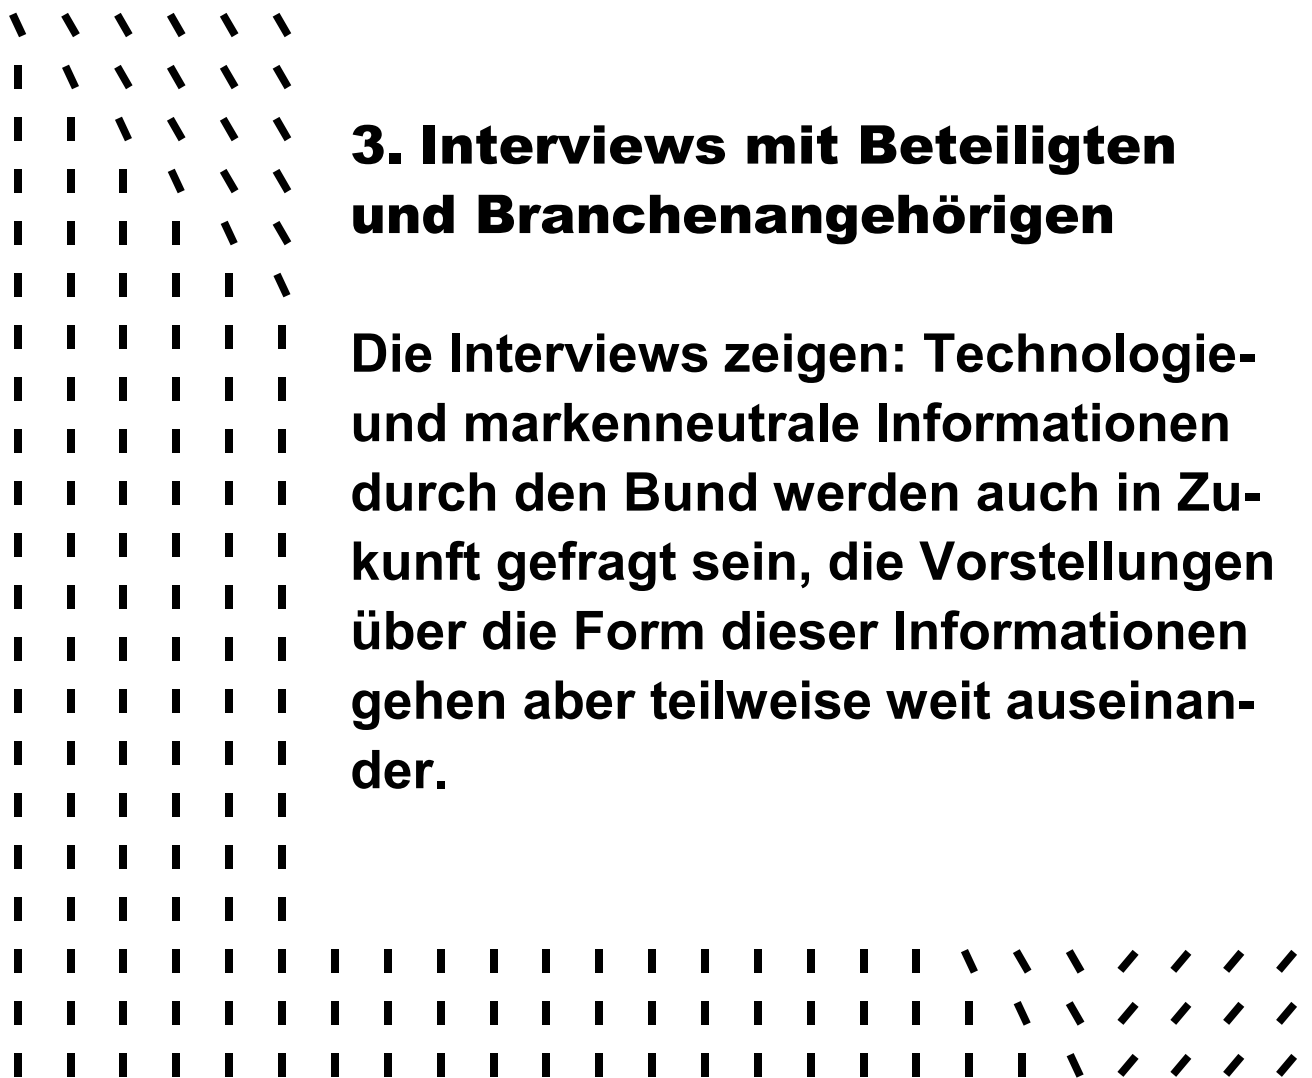 3. Interviews mit Beteiligten
und Branchenangehörigen
Die Interviews zeigen: Technologie-
und markenneutrale Informationen
durch den Bund werden auch in Zu-
kunft gefragt sein, die Vorstellungen
über die Form dieser Informationen
gehen aber teilweise weit auseinan-
der.